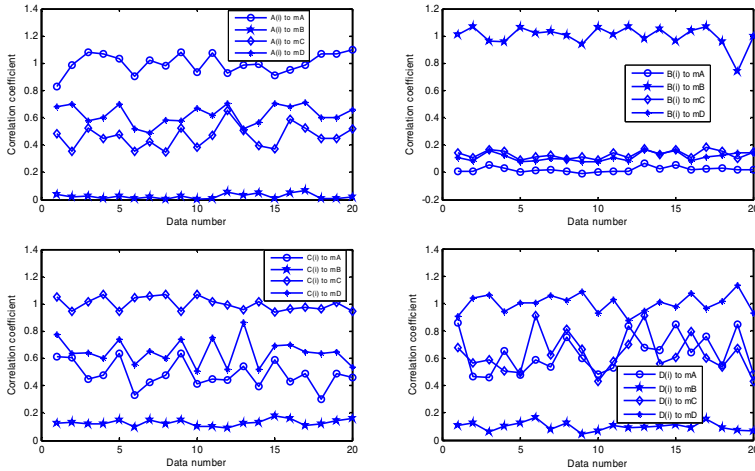 1.4
1.2
1
0.8
0.6
0.4
0.2
0
Correlation coefficient
A(i) to mA
A(i) to mB
A(i) to mC
A(i) to mD
0 5 10 15 20
Data number
1.2
1
0.8
0.6
0.4
0.2
0
-0.2
Correlation coefficient
B(i) to mA
B(i) to mB
B(i) to mC
B(i) to mD
0 5 10 15 20
Data number
1.4
1.2
1
0.8
0.6
0.4
0.2
0
Correlation coefficient
C(i) to mA
C(i) to mB
C(i) to mC
C(i) to mD
0 5 10 15 20
Data number
1.4
1.2
1
0.8
0.6
0.4
0.2
0
Correlation coefficient
D(i) to mA
D(i) to mB
D(i) to mC
D(i) to mD
0 5 10 15 20
Data number